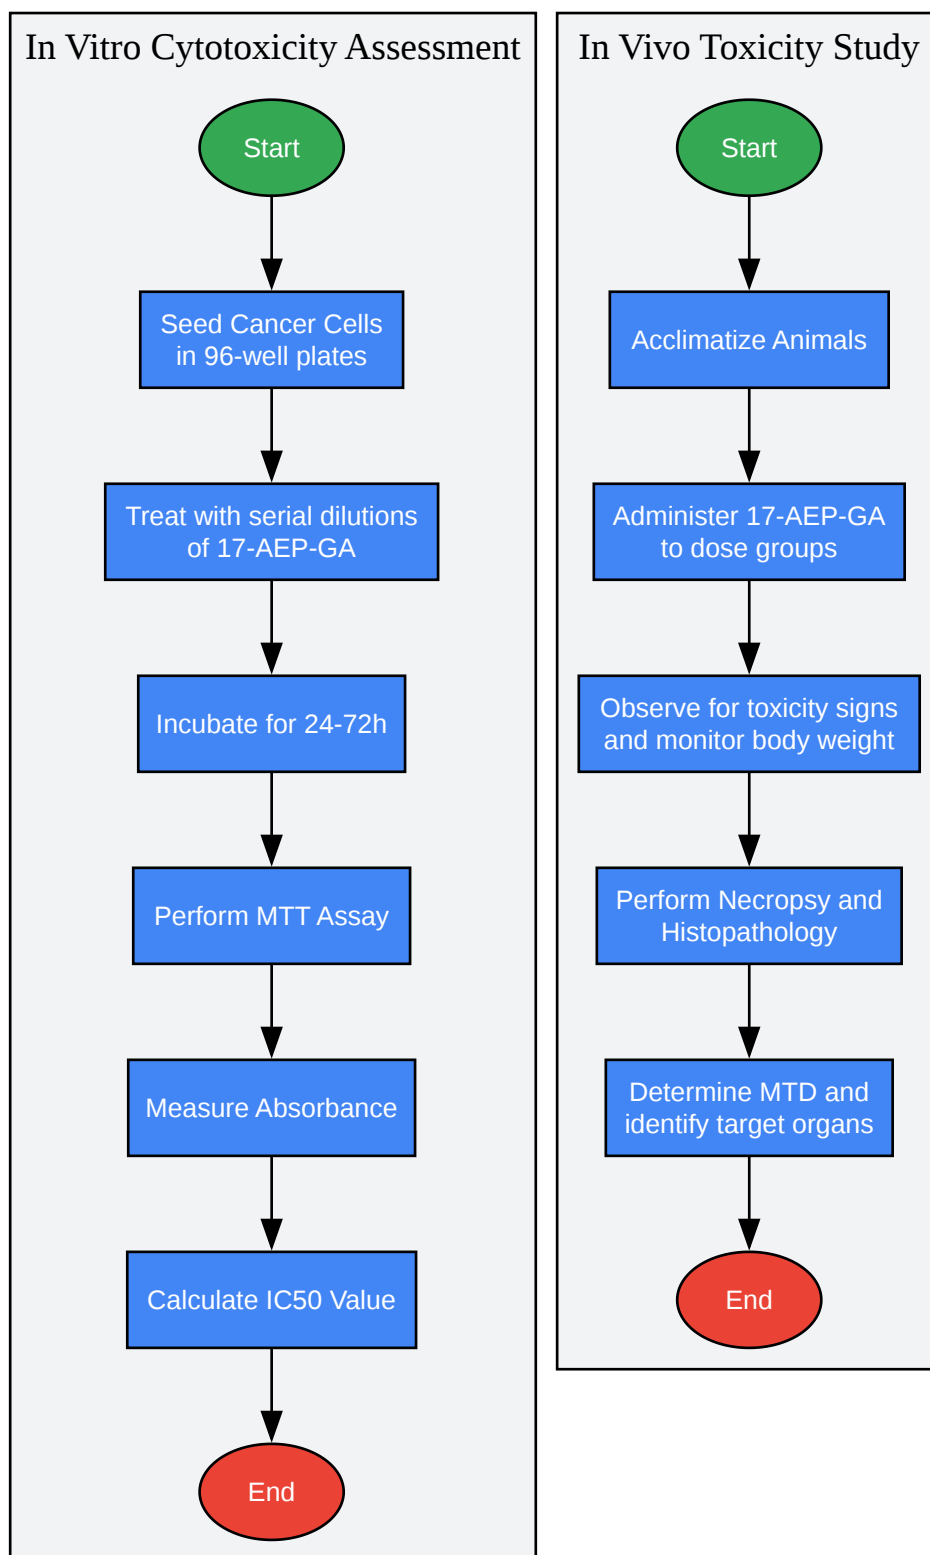 In Vitro Cytotoxicity Assessment
Start
Seed Cancer Cells
in 96-well plates
Treat with serial dilutions
of 17-AEP-GA
Incubate for 24-72h
Perform MTT Assay
Measure Absorbance
Calculate IC50 Value
End
In Vivo Toxicity Study
Start
Acclimatize Animals
Administer 17-AEP-GA
to dose groups
Observe for toxicity signs
and monitor body weight
Perform Necropsy and
Histopathology
Determine MTD and
identify target organs
End